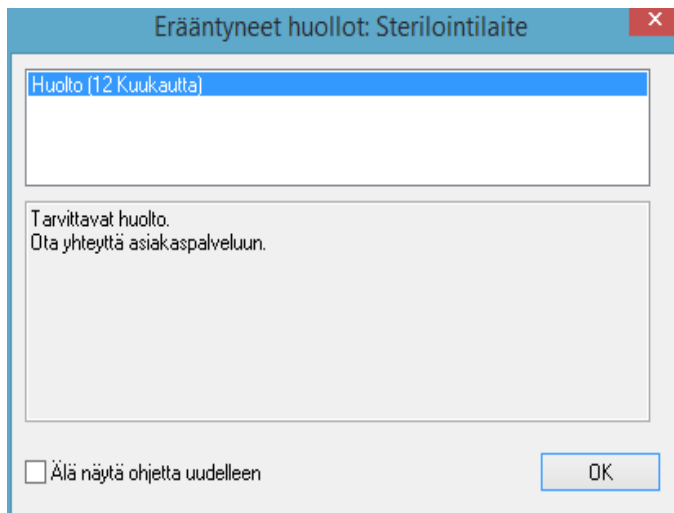 Erääntyneet huollot: Sterilointilaite
Huolto (12 Kuukautta)
Tarvittavat huolto.
Ota yhteyttä asiakaspalveluun.
Älä näytä ohjetta uudelleen
OK